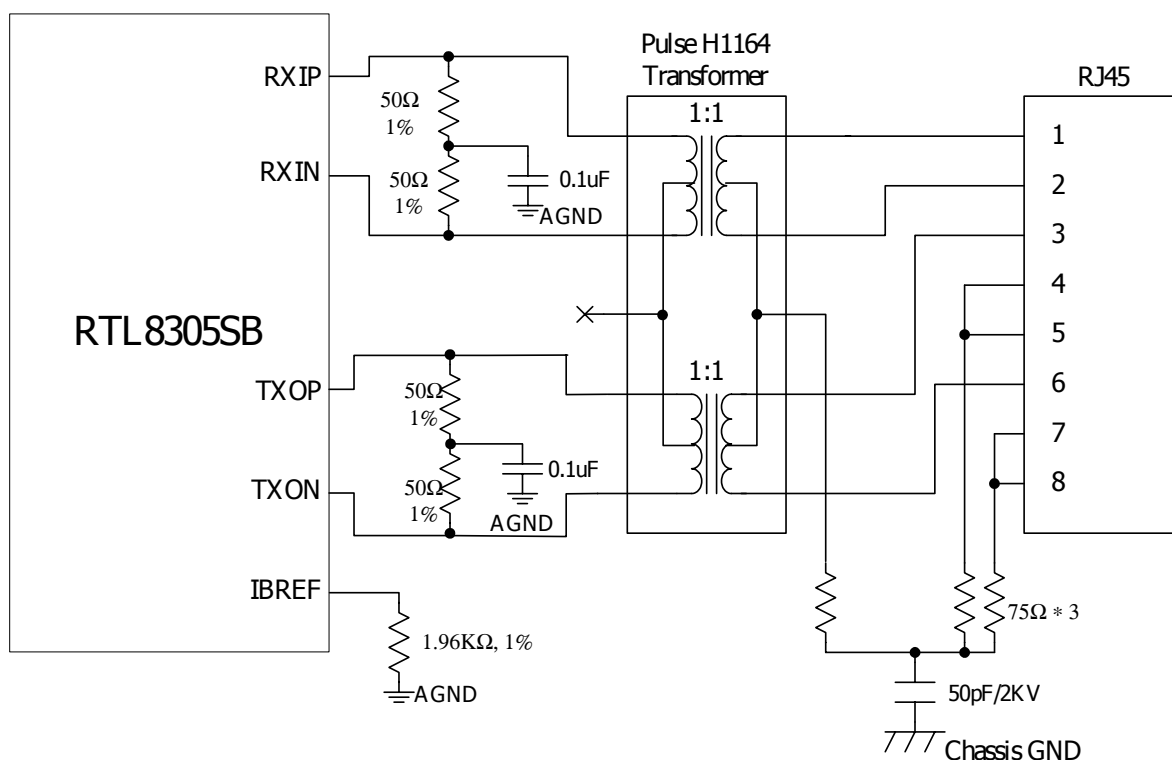 Pulse H1164
Transformer
RJ45
RXIP
50Ω
1%
1:1
1
RXIN
50Ω
1%
0.1uF
AGND
2
3
4
RTL8305SB
5
1:1
TXOP
50Ω
1%
6
7
TXON
50Ω
1%
0.1uF
AGND
8
IBREF
1.96KΩ, 1%
AGND
75Ω * 3
50pF/2KV
Chassis GND